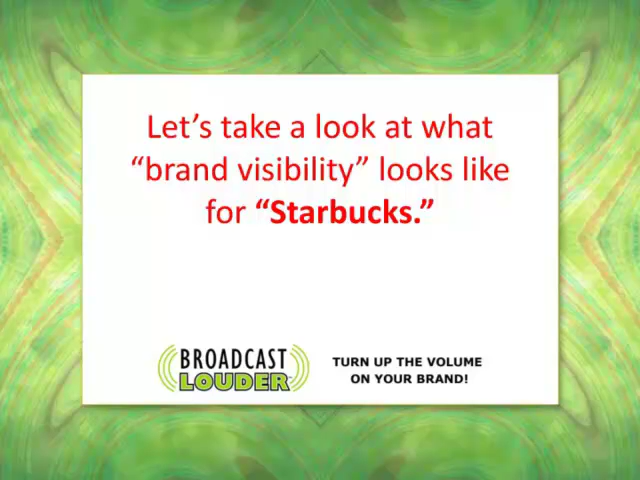 Let’s take a look at what
“brand visibility” looks like
for “Starbucks.”
BROADCAST
LOUDER
TURN UP THE VOLUME
ON YOUR BRAND!